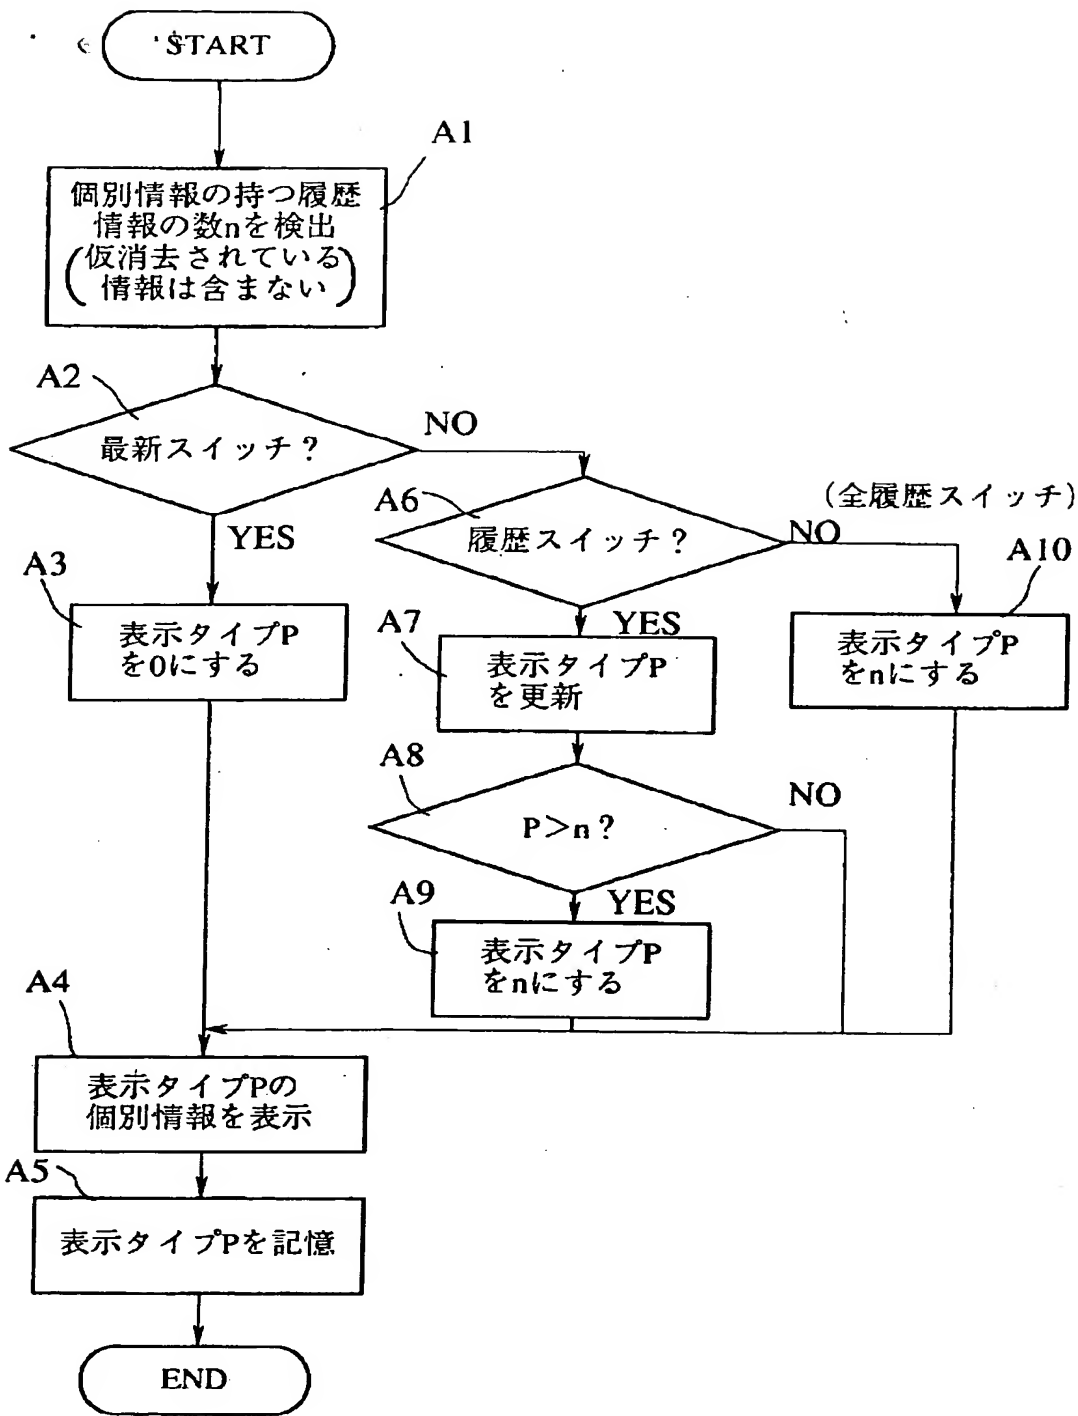 START
A1
個別情報の持つ履歴
情報の数nを検出
(仮消去されている
情報は含まない)
A2
最新スイッチ？
NO
YES
A6
履歴スイッチ？
(全履歴スイッチ)
NO
A10
表示タイプP
をnにする
A3
表示タイプP
を0にする
YES
A7
表示タイプP
を更新
A8
P＞n？
NO
YES
A9
表示タイプP
をnにする
A4
表示タイプPの
個別情報を表示
A5
表示タイプPを記憶
END